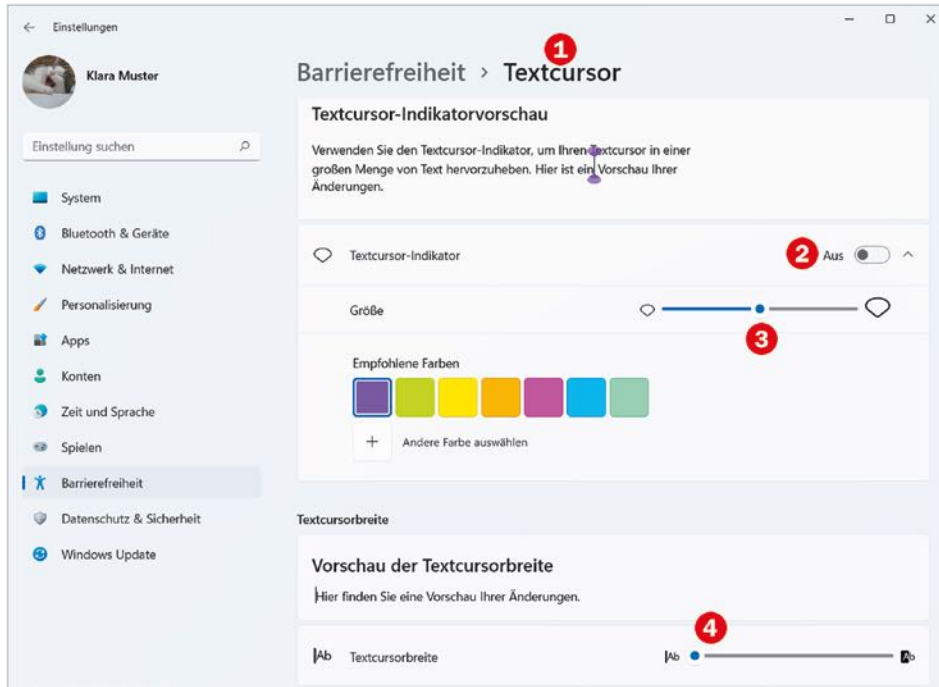 Einstellungen
Klara Muster
Einstellung suchen
System
Bluetooth & Geräte
Netzwerk & Internet
Personalisierung
Apps
Konten
Zeit und Sprache
Spielen
Barrierefreiheit
Datenschutz & Sicherheit
Windows Update
1
Barrierefreiheit > Textcursor
Textcursor-Indikatorvorschau
Verwenden Sie den Textcursor-Indikator, um Ihren Textcursor in einer
großen Menge von Text hervorzuheben. Hier ist ein Vorschau Ihrer
Änderungen.
Textcursor-Indikator 2 Aus
Größe
3
Empfohlene Farben
+ Andere Farbe auswählen
Textcursorbreite
Vorschau der Textcursorbreite
Hier finden Sie eine Vorschau Ihrer Änderungen.
4
Ab Textcursorbreite Ab Ab